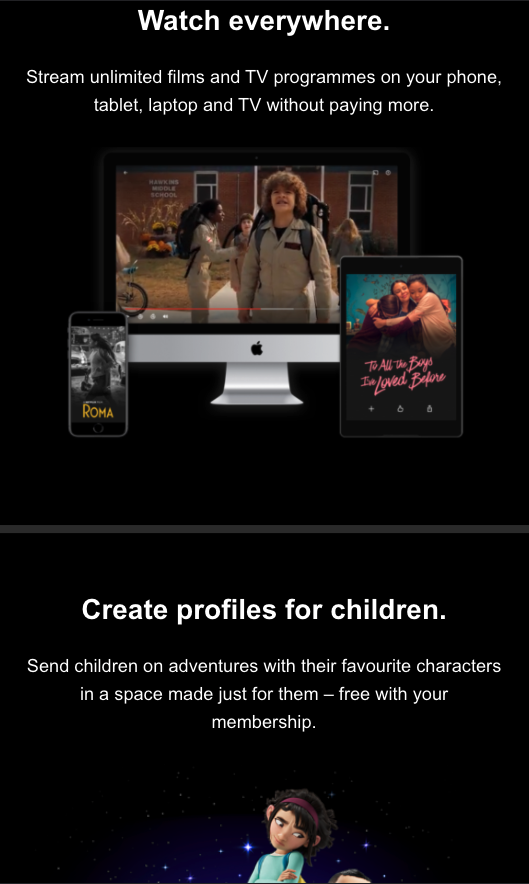 Watch everywhere.
Stream unlimited films and TV programmes on your phone,
tablet, laptop and TV without paying more.
HAWKINS
MIDDLE
SCHOOL
To All The Boys
I've Loved Before
ROMA
Create profiles for children.
Send children on adventures with their favourite characters
in a space made just for them – free with your
membership.